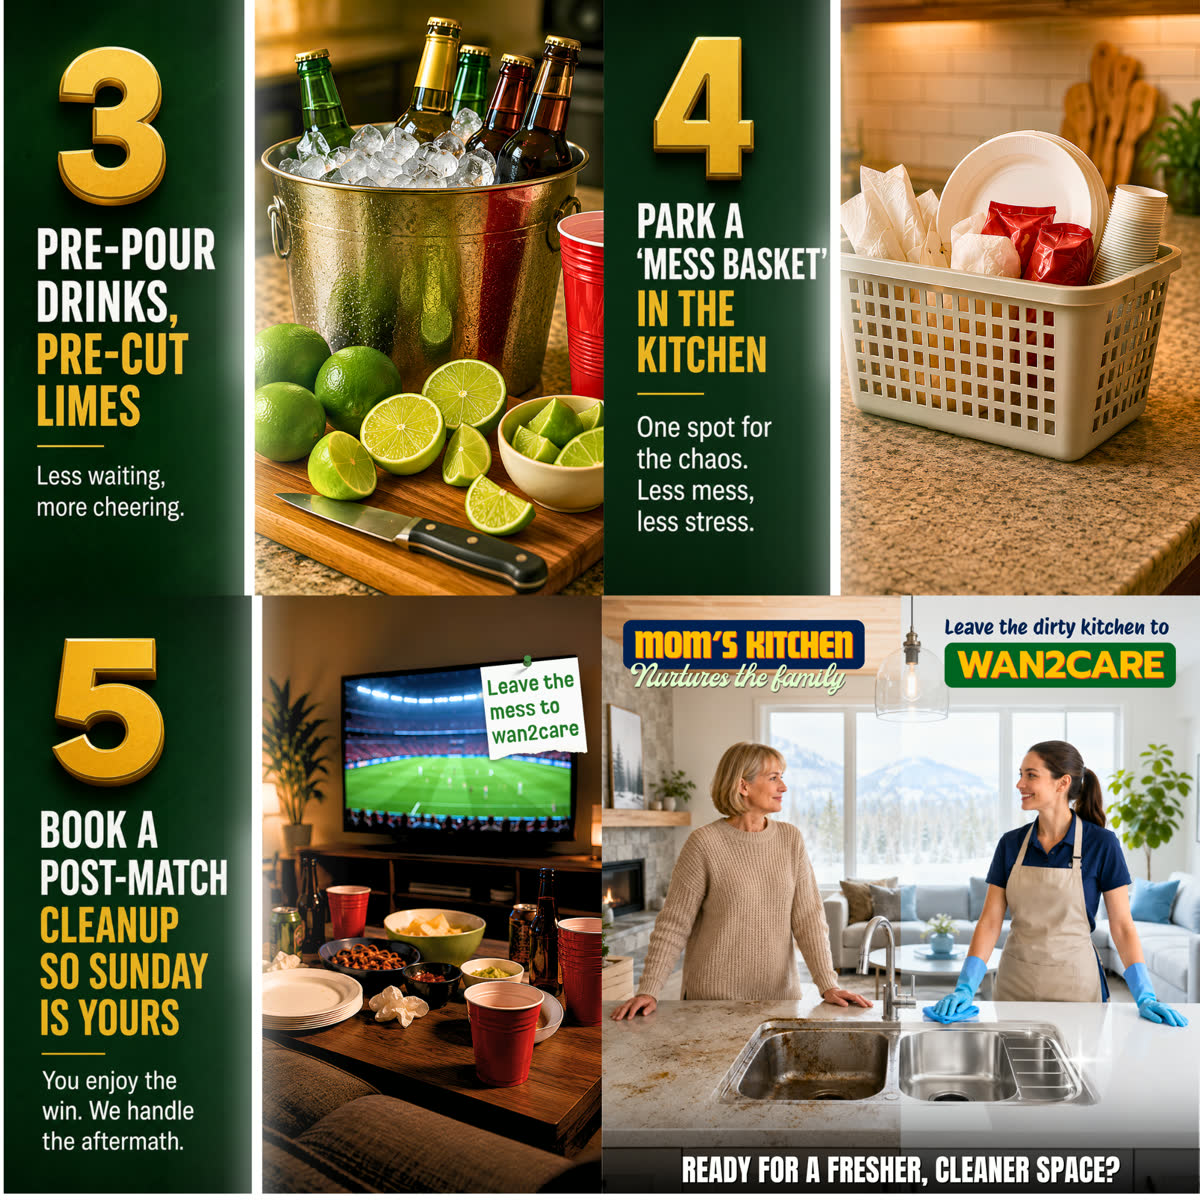 3
PRE-POUR
DRINKS,
PRE-CUT
LIMES
Less waiting,
more cheering.
4
PARK A
‘MESS BASKET’
IN THE
KITCHEN
One spot for
the chaos.
Less mess,
less stress.
5
BOOK A
POST-MATCH
CLEANUP
SO SUNDAY
IS YOURS
You enjoy the
win. We handle
the aftermath.
Leave the
mess to
wan2care
MOM'S KITCHEN
Nurtures the family
Leave the dirty kitchen to
WAN2CARE
READY FOR A FRESHER, CLEANER SPACE?